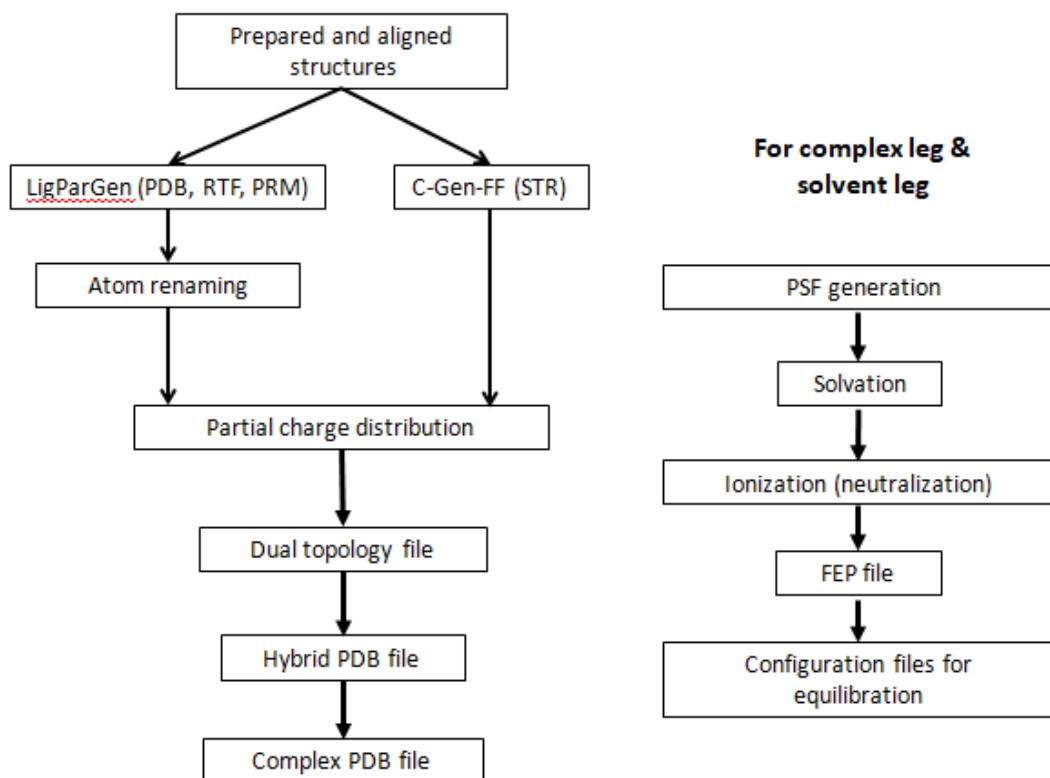 Prepared and aligned
structures
LigParGen (PDB, RTF, PRM)
C-Gen-FF (STR)
Atom renaming
Partial charge distribution
Dual topology file
Hybrid PDB file
Complex PDB file
For complex leg &
solvent leg
PSF generation
Solvation
Ionization (neutralization)
FEP file
Configuration files for
equilibration